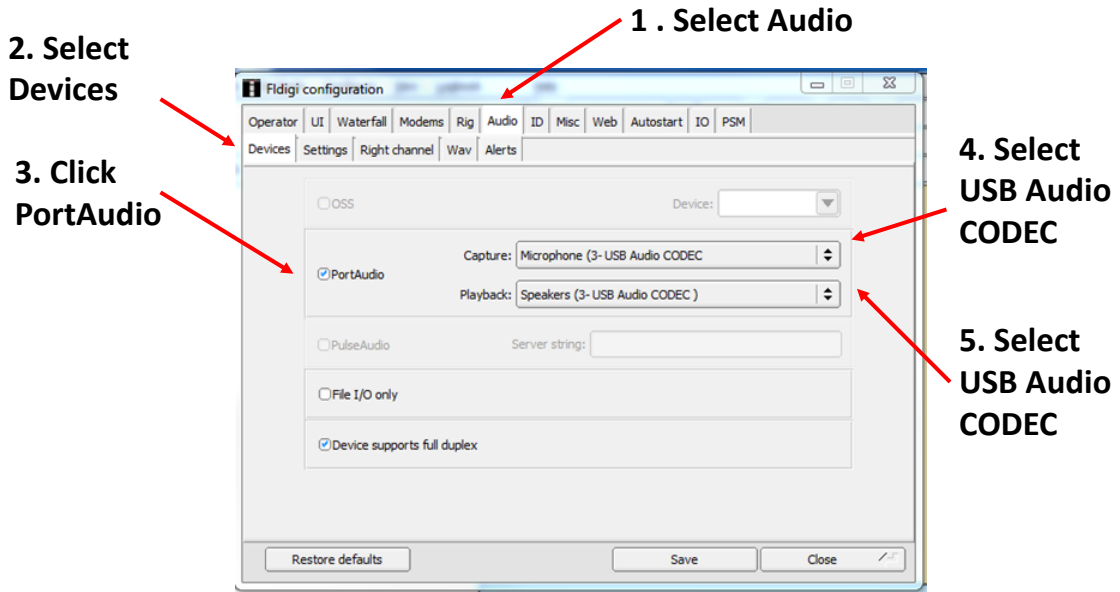 1 . Select Audio
2. Select
Devices
3. Click
PortAudio
4. Select
USB Audio
CODEC
5. Select
USB Audio
CODEC
Fldigi configuration
Operator UI Waterfall Modems Rig Audio ID Misc Web Autostart IO PSM
Devices Settings Right channel Wav Alerts
OSS Device:
Capture: Microphone (3- USB Audio CODEC
PortAudio
Playback: Speakers (3- USB Audio CODEC )
PulseAudio Server string:
File I/O only
Device supports full duplex
Restore defaults Save Close